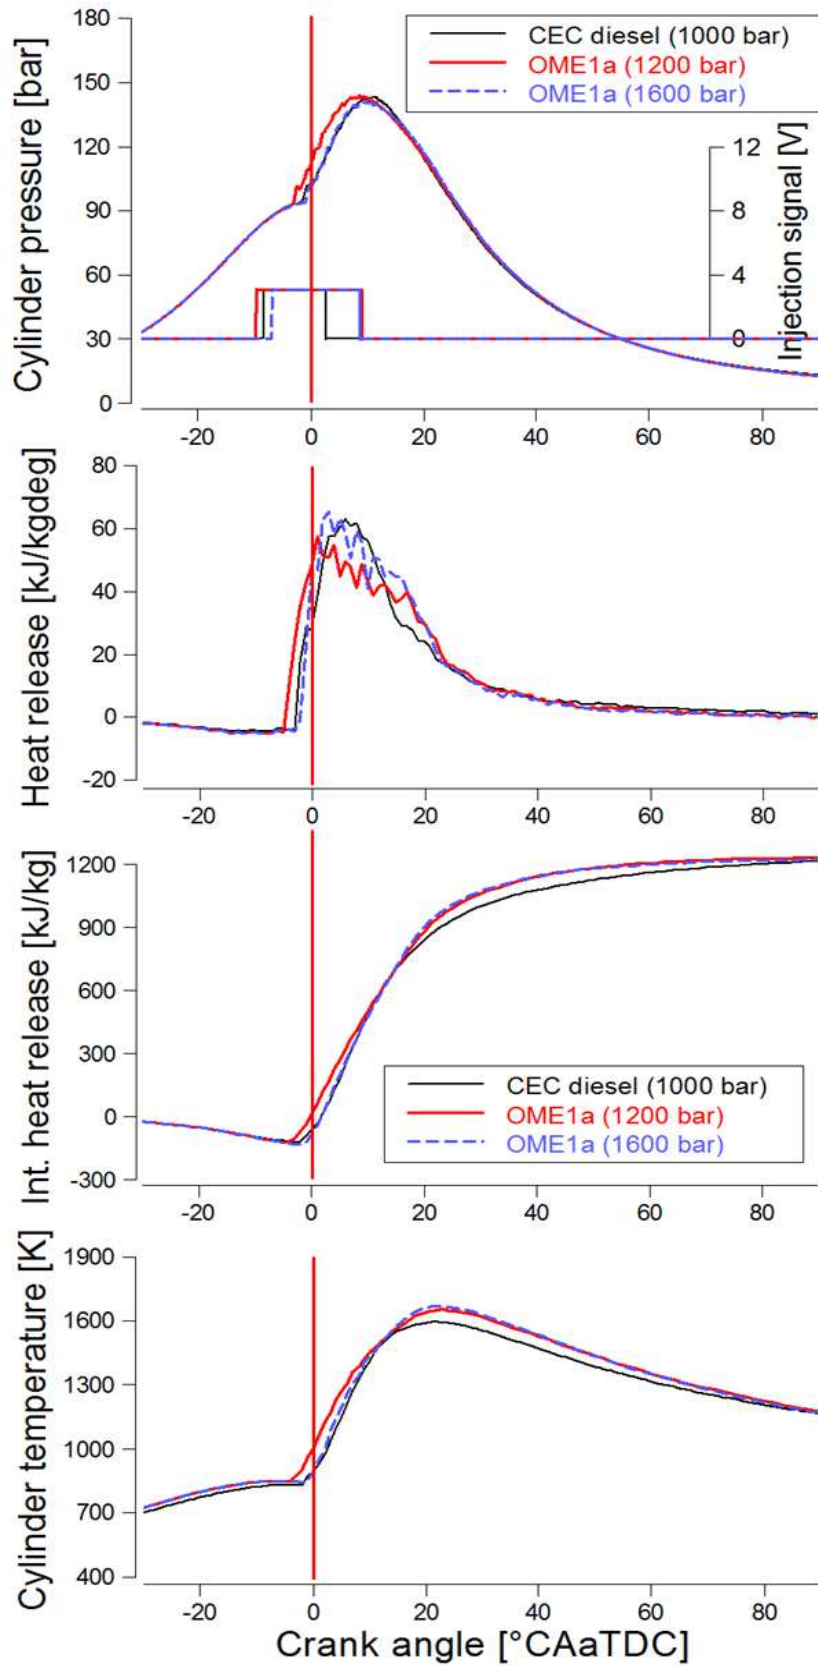 Cylinder pressure [bar]
180
150
120
90
60
30
0
CEC diesel (1000 bar)
OME1a (1200 bar)
OME1a (1600 bar)
Injection signal [V]
12
8
4
0
-20 0 20 40 60 80
Heat release [kJ/kgdeg]
80
60
40
20
0
-20
-20 0 20 40 60 80
Int. heat release [kJ/kg]
1200
900
600
300
0
-300
CEC diesel (1000 bar)
OME1a (1200 bar)
OME1a (1600 bar)
-20 0 20 40 60 80
Cylinder temperature [K]
1900
1600
1300
1000
700
400
-20 0 20 40 60 80
Crank angle [°CAaTDC]